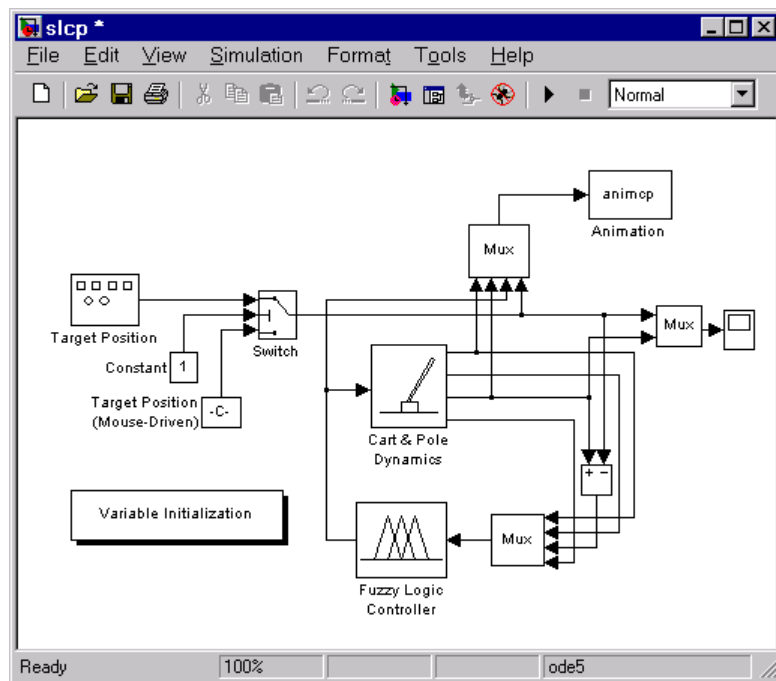 slcp *
File Edit View Simulation Format Tools Help
Normal
animcp
Animation
Mux
Target Position
Switch
Mux
Constant
1
Target Position
(Mouse-Driven)
-C-
Cart & Pole
Dynamics
+ -
Variable Initialization
Mux
Fuzzy Logic
Controller
Ready 100% ode5